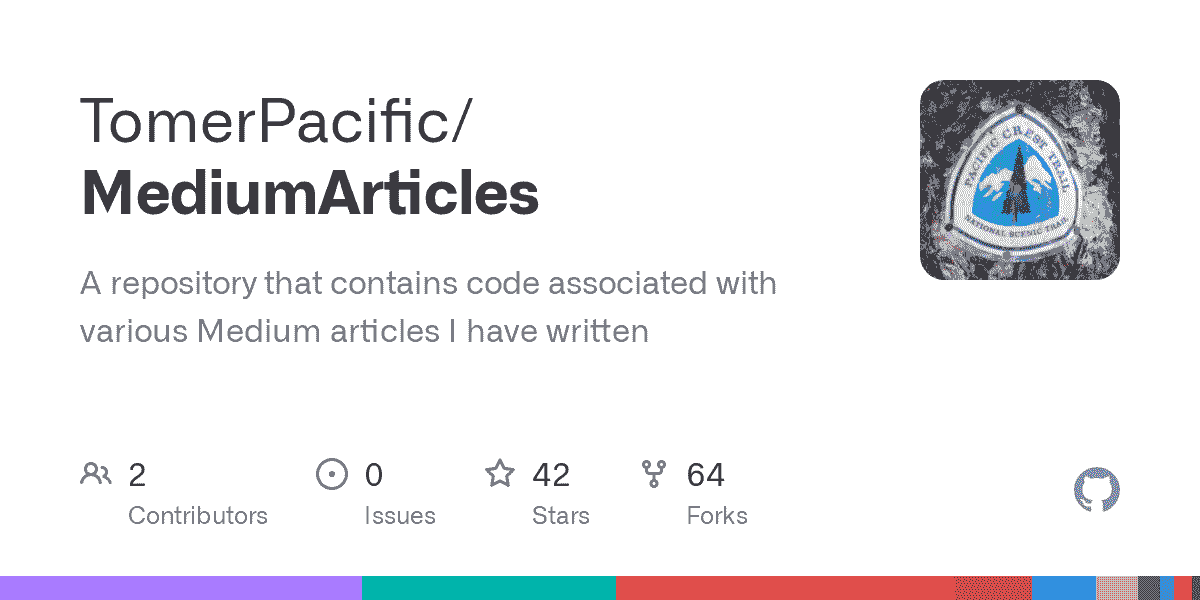 TomerPacific/
MediumArticles
A repository that contains code associated with
various Medium articles I have written
PACIFIC CREST TRAIL
NATIONAL SCENIC TRAIL
2
Contributors
0
Issues
42
Stars
64
Forks